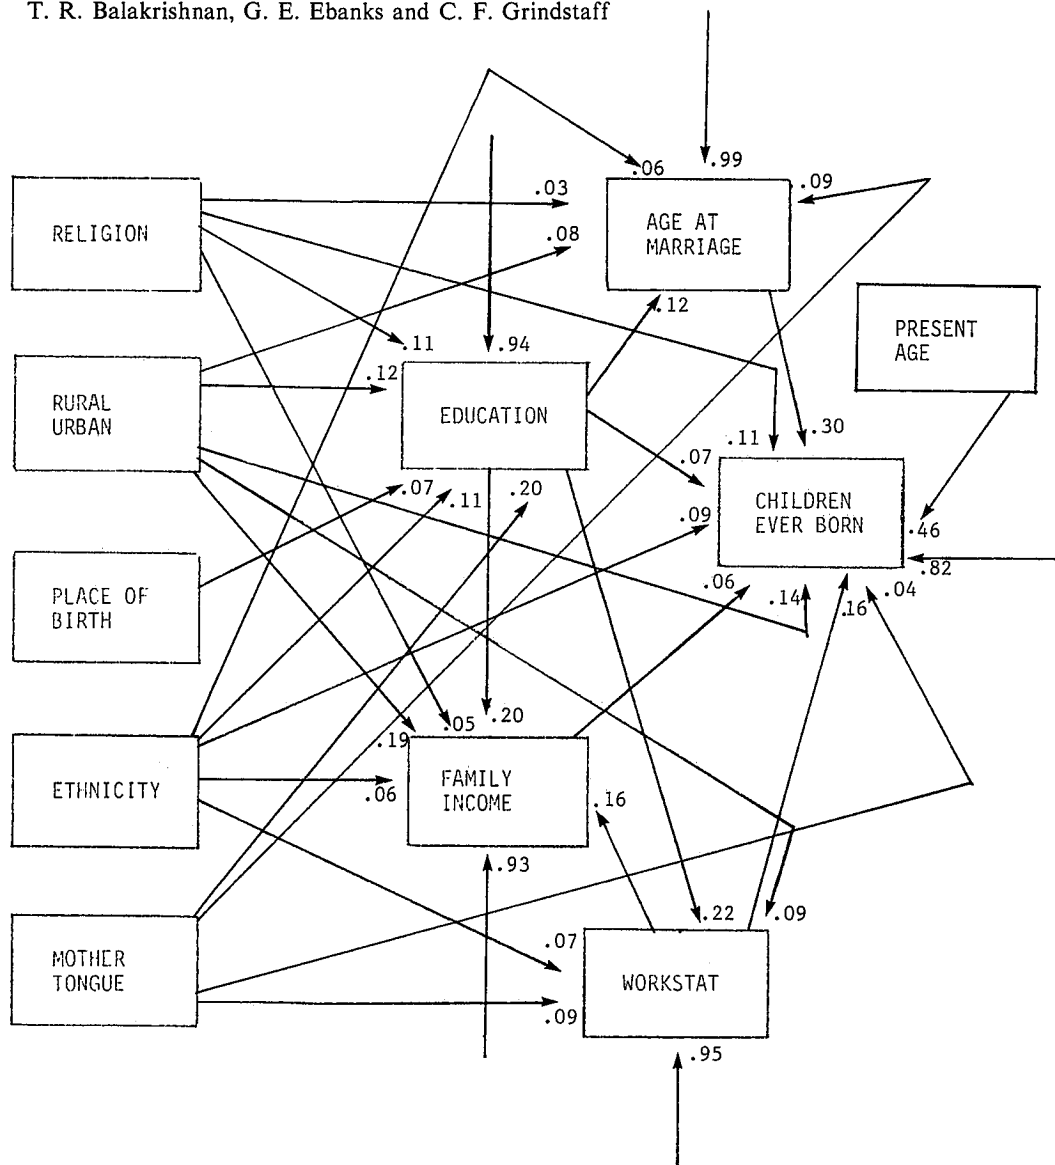 T. R. Balakrishnan, G. E. Ebanks and C. F. Grindstaff
.06
.99
.09
.03
RELIGION
AGE AT
MARRIAGE
.08
.12
PRESENT
AGE
.11
.94
.12
RURAL
URBAN
EDUCATION
.30
.11
.07
.07
.11
.20
CHILDREN
EVER BORN
.09
.46
.82
.06
.04
.14
.16
PLACE OF
BIRTH
.05
.20
.19
ETHNICITY
FAMILY
INCOME
.06
.16
.93
.22
.09
.07
MOTHER
TONGUE
WORKSTAT
.09
.95